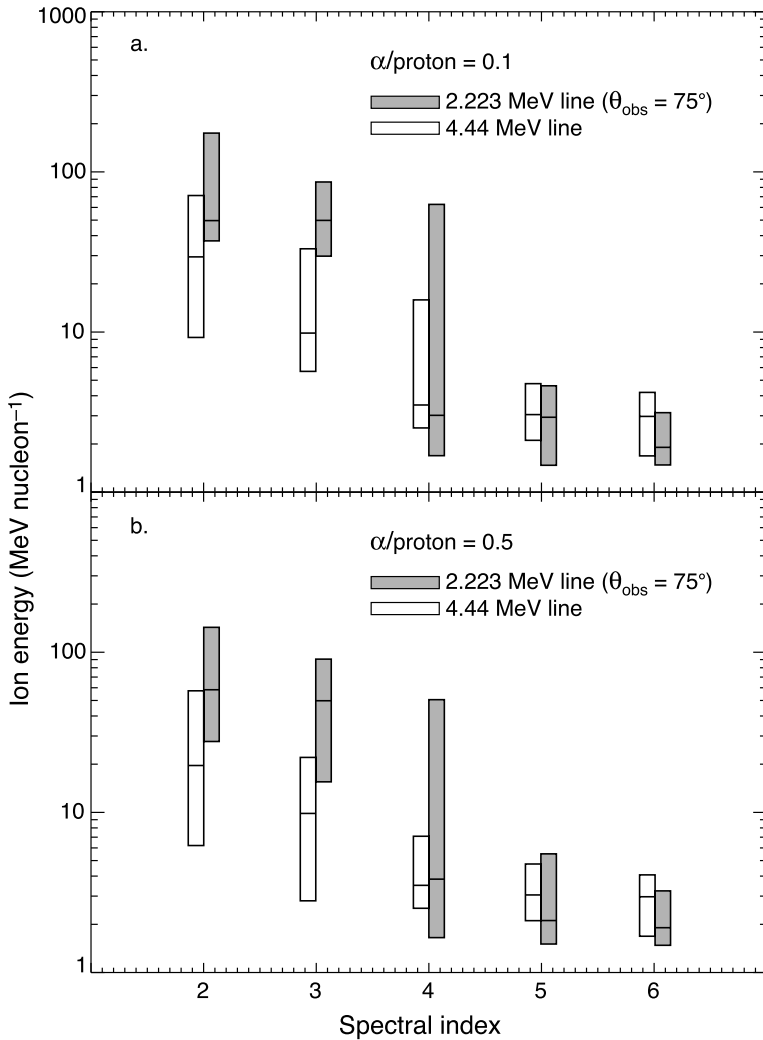 1000
a.
α/proton = 0.1
2.223 MeV line (θobs = 75°)
4.44 MeV line
100
10
1
b.
α/proton = 0.5
2.223 MeV line (θobs = 75°)
4.44 MeV line
100
10
1
Ion energy (MeV nucleon−1)
2 3 4 5 6
Spectral index